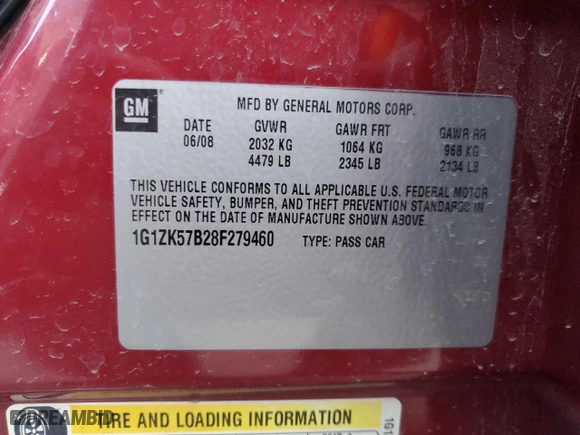 GM ®
MFD BY GENERAL MOTORS CORP.
DATE GVWR GAWR FRT GAWR RR
06/08 2032 KG 1064 KG 968 KG
4479 LB 2345 LB 2134 LB
THIS VEHICLE CONFORMS TO ALL APPLICABLE U.S. FEDERAL MOTOR
VEHICLE SAFETY, BUMPER, AND THEFT PREVENTION STANDARDS IN
EFFECT ON THE DATE OF MANUFACTURE SHOWN ABOVE.
1G1ZK57B28F279460 TYPE: PASS CAR
TIRE AND LOADING INFORMATION
1G1
DREAMBID